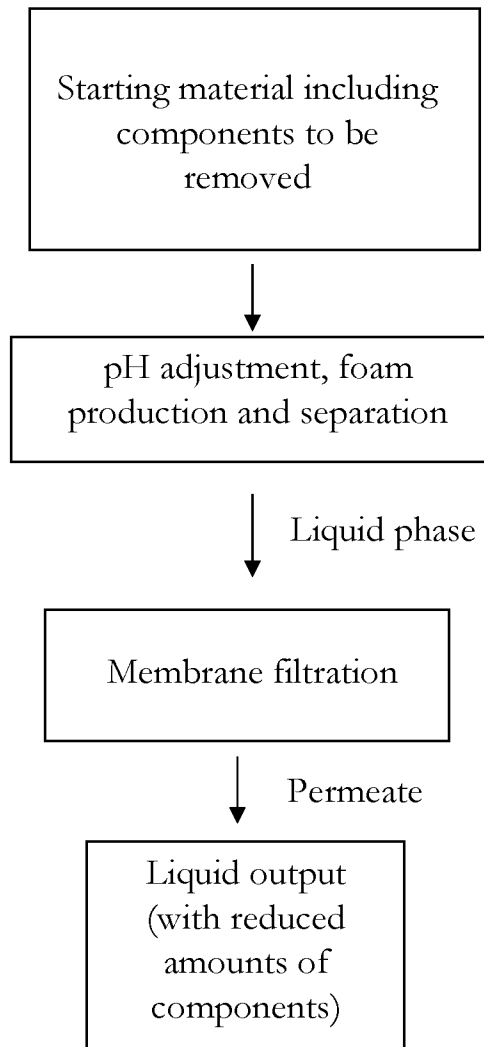 Starting material including
components to be
removed
pH adjustment, foam
production and separation
Liquid phase
Membrane filtration
Permeate
Liquid output
(with reduced
amounts of
components)